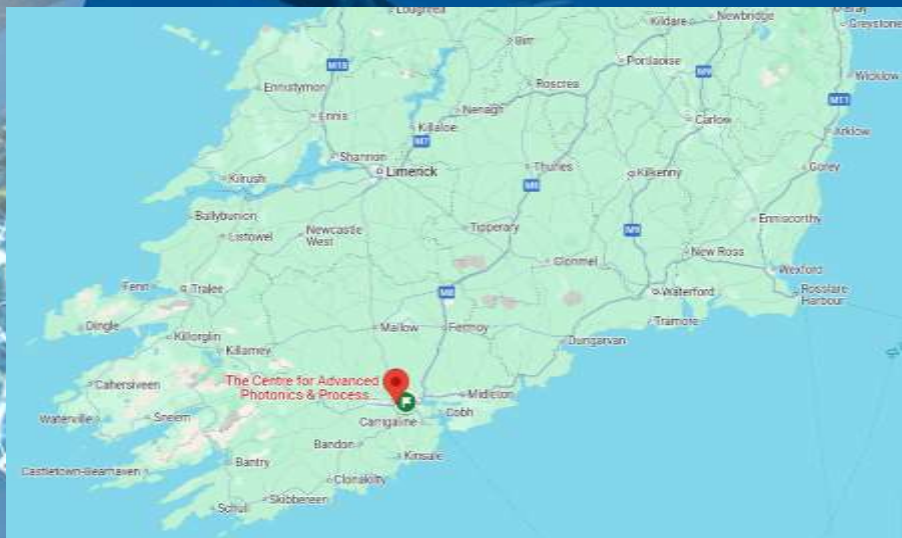 Loughrea
Kildare
Newbridge
Bray
Greystone
Birr
Portlaoise
M18
M9
Wicklow
Ennistymon
Roscrea
M11
Nenagh
Ennis
Killaloe
Carlow
Arklow
M7
Shannon
Limerick
Thurles
Gorey
Kilrush
M8
Kilkenny
Ballybunion
Enniscorthy
Listowel
Newcastle
West
Tipperary
M9
New Ross
Clonmel
Wexford
Fenit
Tralee
M8
Waterford
Rosslare
Harbour
Dingle
Tramore
Killorglin
Mallow
Fermoy
Dungarvan
Killarney
Cahersiveen
The Centre for Advanced
Photonics & Process...
Midleton
Waterville
Sneem
Cobh
Carrigaline
Bandon
Kinsale
Castletown-Bearhaven
Bantry
Clonakilty
Skibbereen
Schull